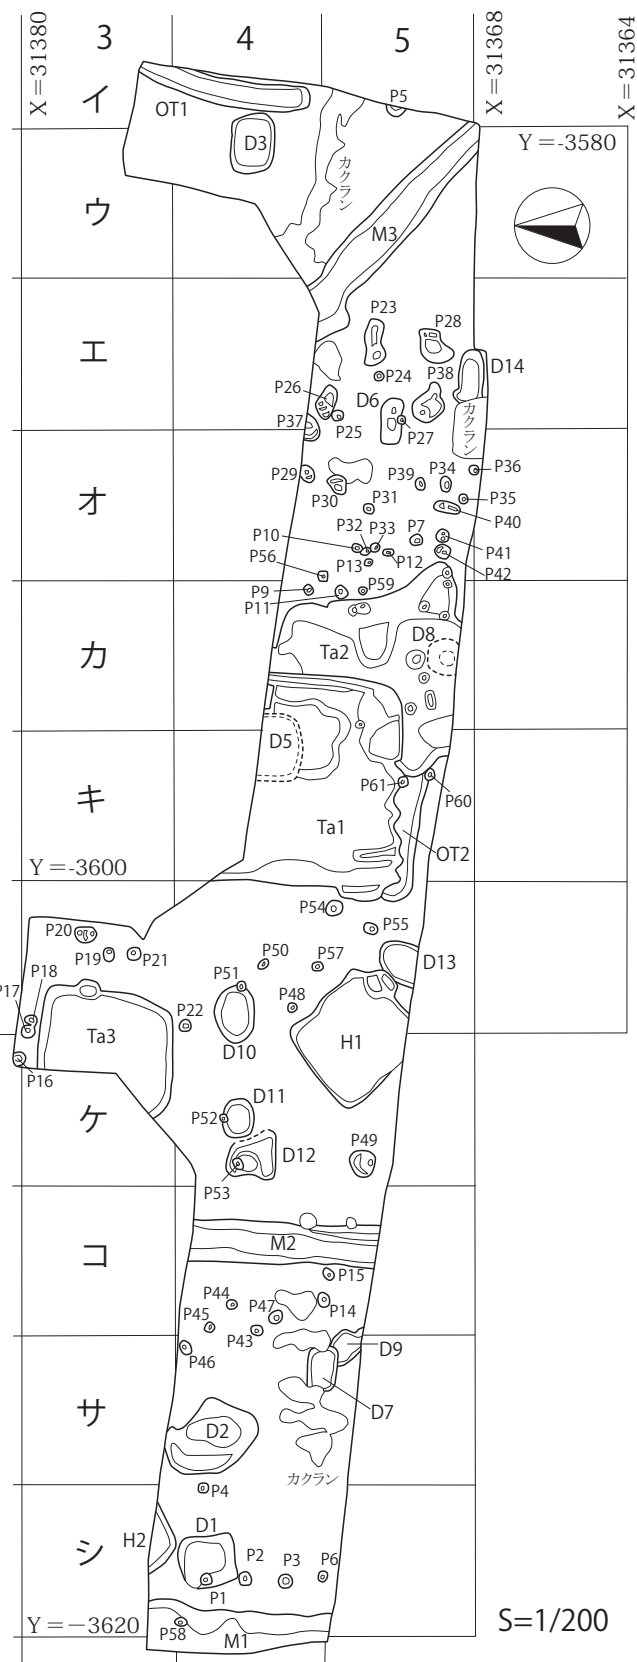 X＝31380
3
4
5
X＝31368
X＝31364
イ
OT1
P5
D3
Y＝-3580
カクラン
ウ
M3
P23
P28
エ
P24
P38
D14
P26
D6
カクラン
P37
P25
P27
P29
P39
P34
P36
オ
P30
P31
P35
P40
P32
P33
P7
P10
P41
P12
P13
P56
P42
P9
P59
P11
D8
カ
Ta2
D5
P61
P60
キ
Ta1
OT2
Y＝-3600
P54
P20
P55
P50
P57
D13
P19
P21
P51
P18
P17
P48
P22
Ta3
D10
H1
P16
D11
ケ
P52
D12
P49
P53
コ
M2
P15
P44
P47
P14
P45
P43
P46
D9
サ
D7
D2
カクラン
P4
D1
H2
シ
P2
P3
P6
P1
S=1/200
Y＝－3620
P58
M1